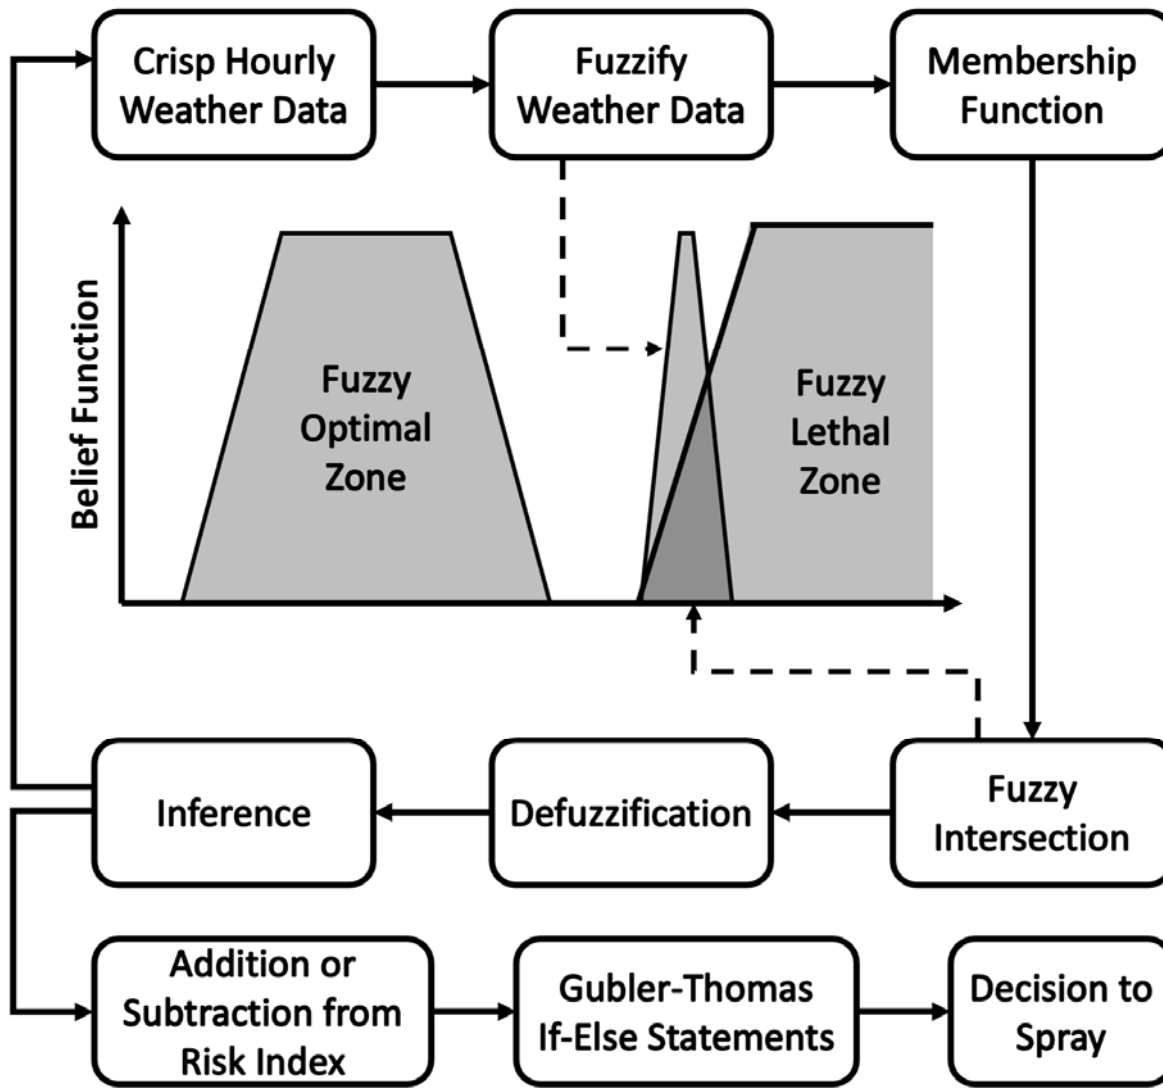 Crisp Hourly
Weather Data
Fuzzify
Weather Data
Membership
Function
Belief Function
Fuzzy
Optimal
Zone
Fuzzy
Lethal
Zone
Inference
Defuzzification
Fuzzy
Intersection
Addition or
Subtraction from
Risk Index
Gubler-Thomas
If-Else Statements
Decision to
Spray